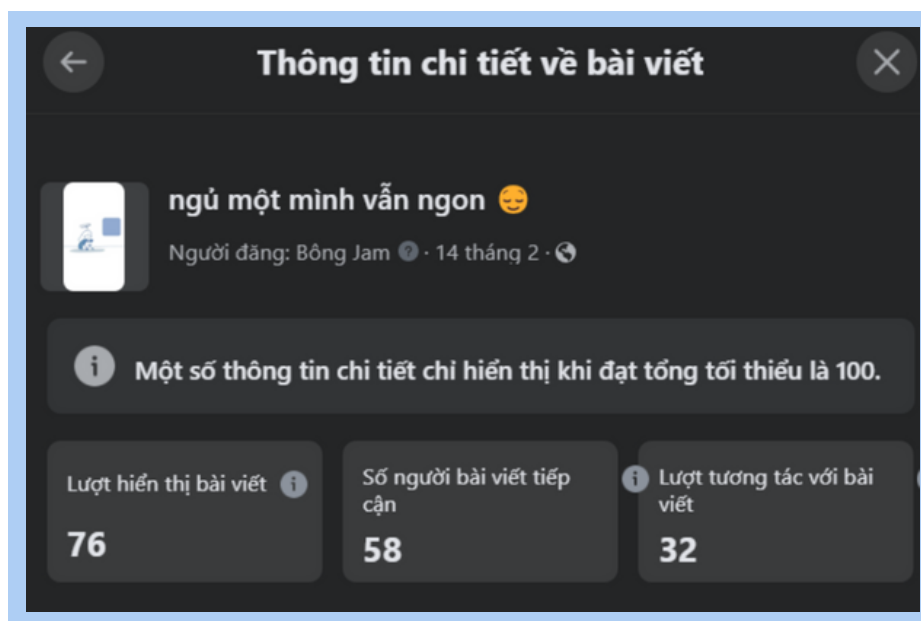 Thông tin chi tiết về bài viết
ngủ một mình vẫn ngon 😌
Người đăng: Bông Jam · 14 tháng 2 ·
Một số thông tin chi tiết chỉ hiển thị khi đạt tổng tối thiểu là 100.
Lượt hiển thị bài viết
76
Số người bài viết tiếp
cận
58
Lượt tương tác với bài
viết
32